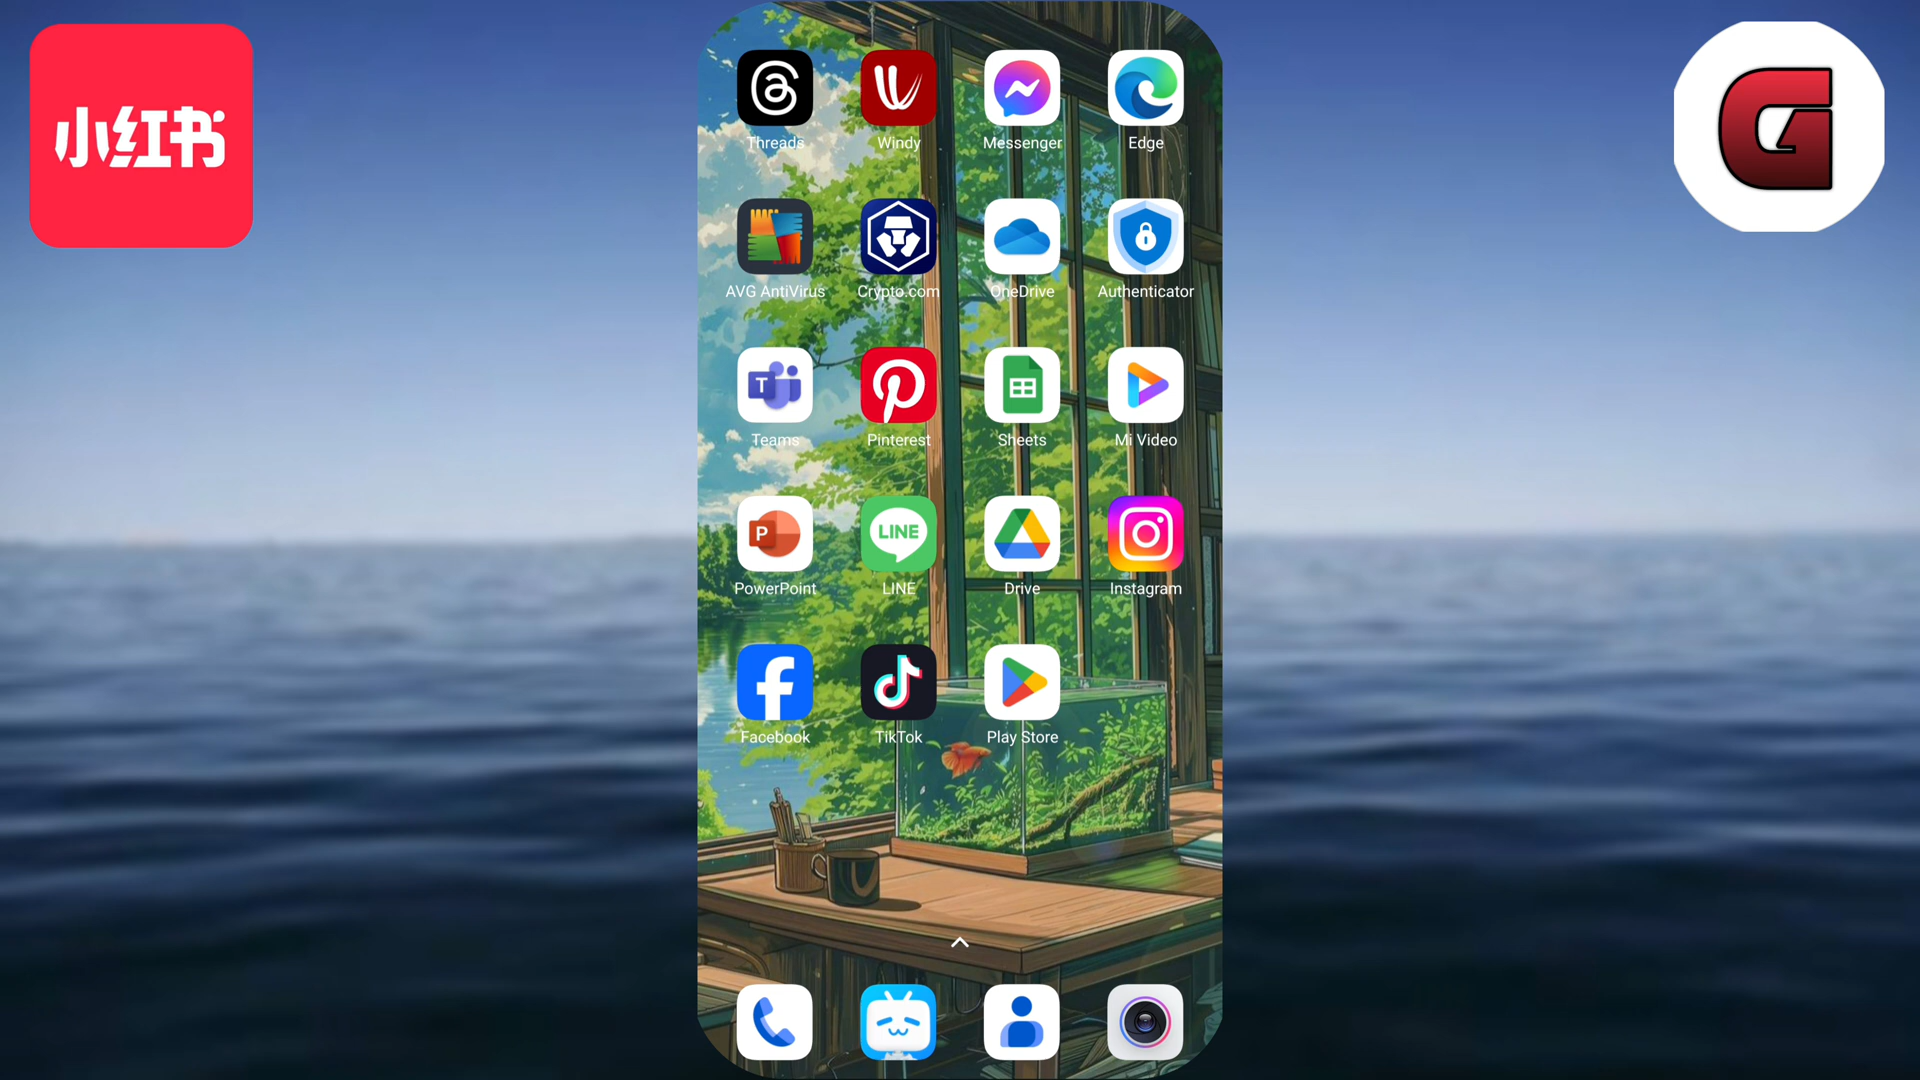 小红书
G
Threads
Windy
Messenger
Edge
AVG AntiVirus
Crypto.com
OneDrive
Authenticator
T
Teams
Pinterest
Sheets
Mi Video
P
LINE
PowerPoint
LINE
Drive
Instagram
Facebook
TikTok
Play Store